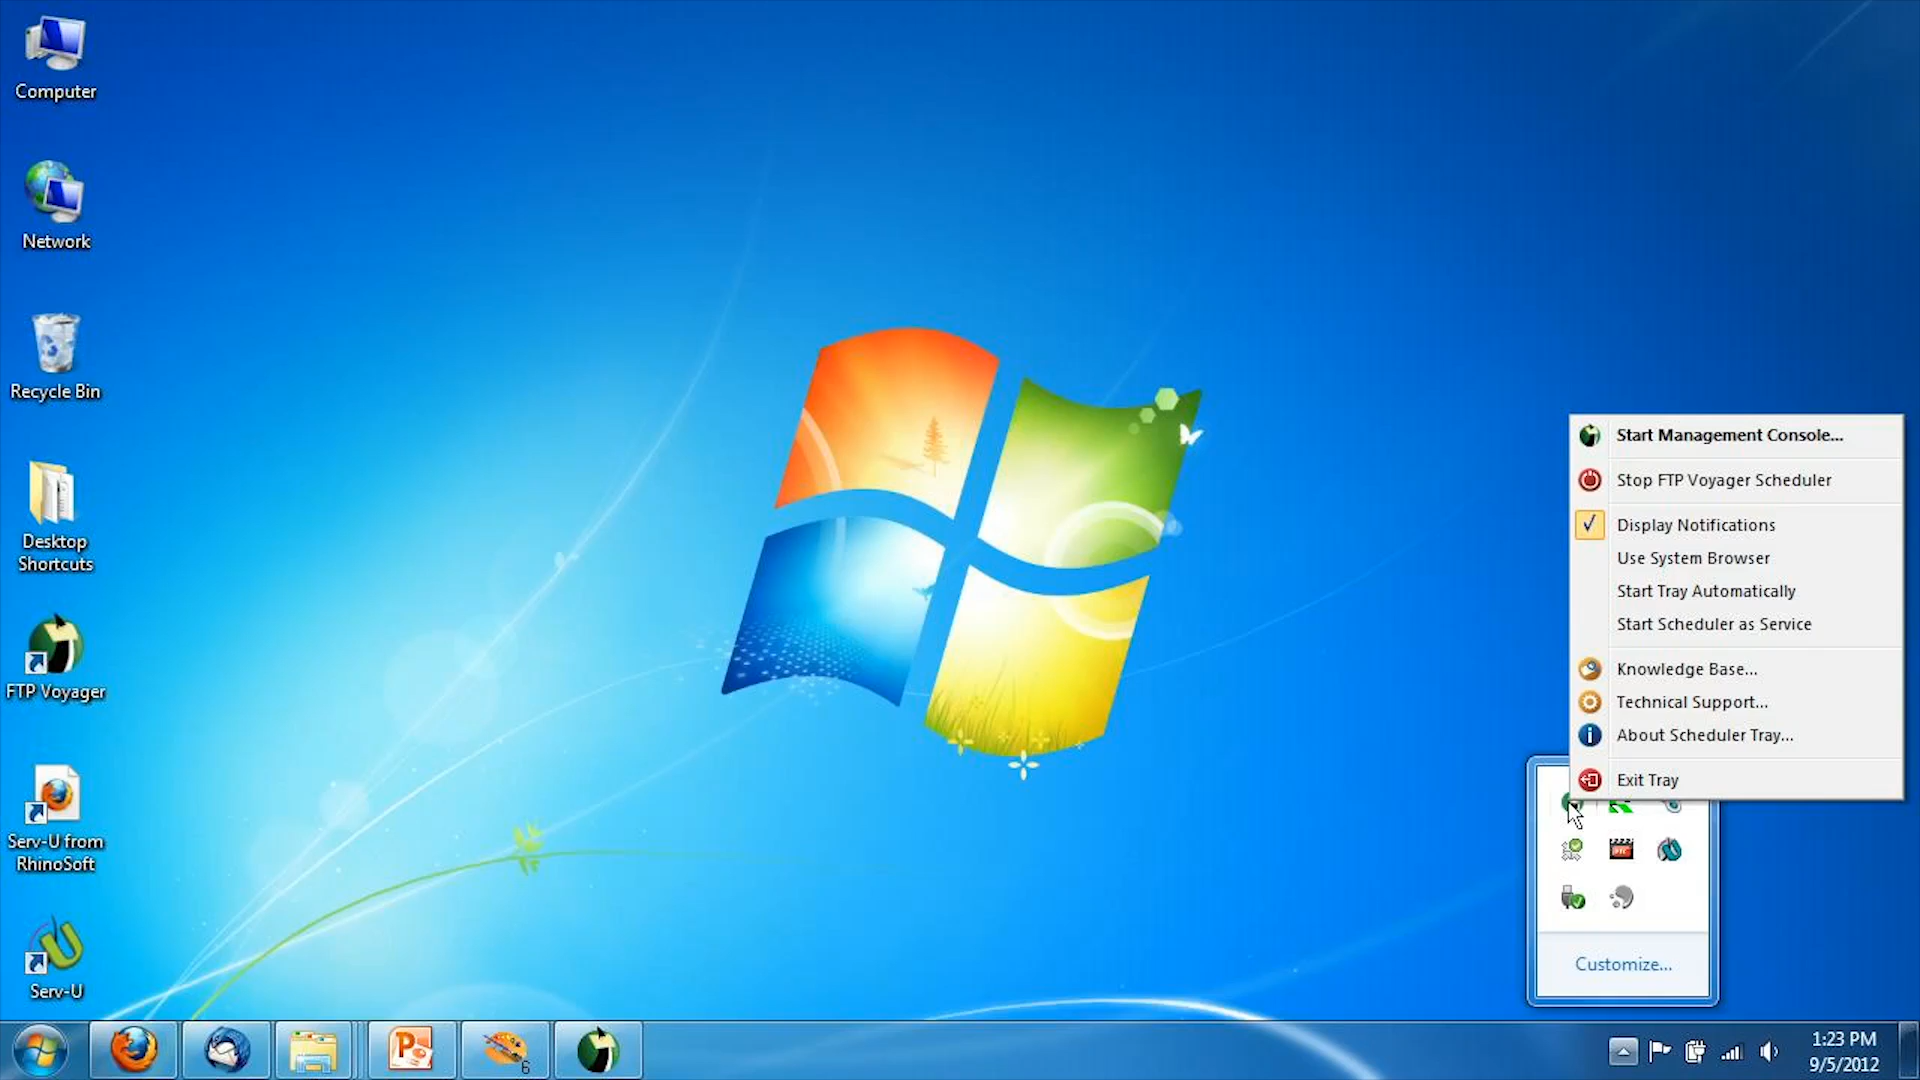 Computer
Network
Recycle Bin
Desktop
Shortcuts
FTP Voyager
Serv-U from
RhinoSoft
Serv-U
Start Management Console...
Stop FTP Voyager Scheduler
Display Notifications
Use System Browser
Start Tray Automatically
Start Scheduler as Service
Knowledge Base...
Technical Support...
About Scheduler Tray...
Exit Tray
Customize...
6
1:23 PM
9/5/2012